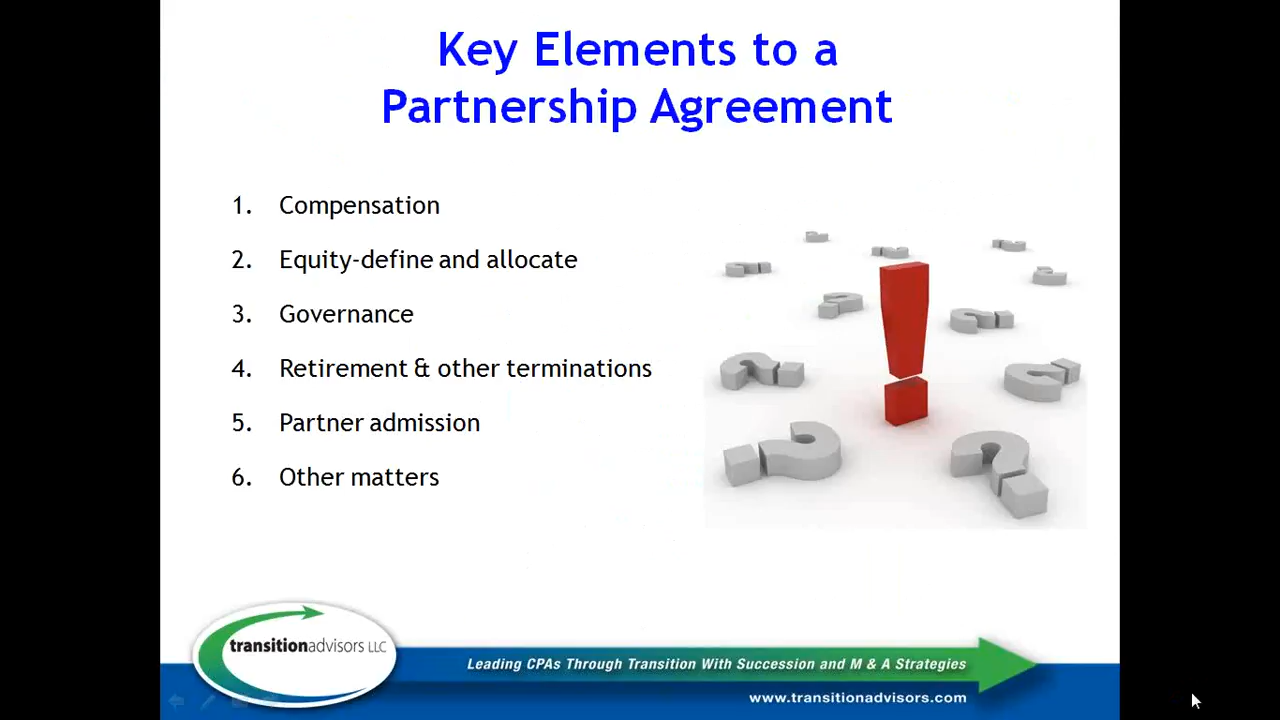 Key Elements to a
Partnership Agreement
1. Compensation
2. Equity-define and allocate
3. Governance
4. Retirement & other terminations
5. Partner admission
6. Other matters
transitionadvisors LLC
Leading CPAs Through Transition With Succession and M & A Strategies
www.transitionadvisors.com